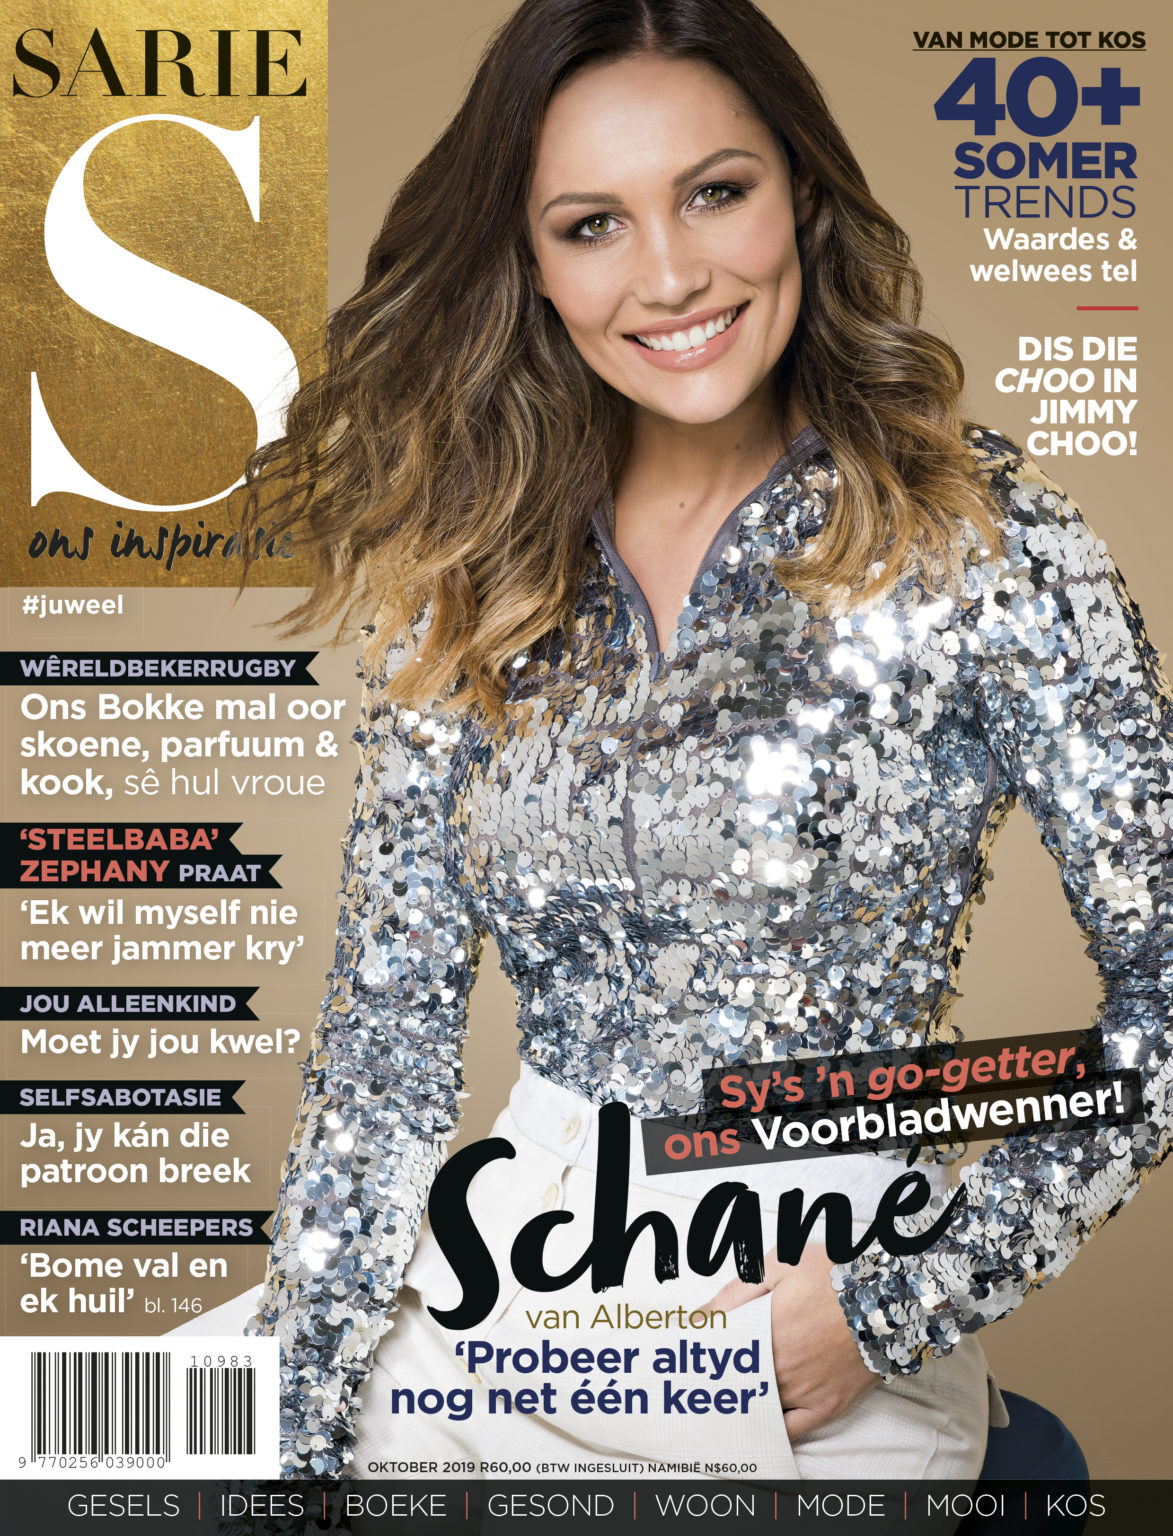 SARIE
S
ons inspirasie
#juweel
VAN MODE TOT KOS
40+
SOMER
TRENDS
Waardes &
welwees tel
DIS DIE
CHOO IN
JIMMY
CHOO!
WÊRELDBEKERRUGBY
Ons Bokke mal oor
skoene, parfuum &
kook, sê hul vroue
‘STEELBABA’
ZEPHANY PRAAT
‘Ek wil myself nie
meer jammer kry’
JOU ALLEENKIND
Moet jy jou kwel?
SELFSABOTASIE
Ja, jy kán die
patroon breek
RIANA SCHEEPERS
‘Bome val en
ek huil’ bl. 146
Sy’s ’n go-getter,
ons Voorbladwenner!
Schané
van Alberton
‘Probeer altyd
nog net één keer’
10983
9 770256 039000
OKTOBER 2019 R60,00 (BTW INGESLUIT) NAMIBIË N$60,00
GESELS | IDEES | BOEKE | GESOND | WOON | MODE | MOOI | KOS